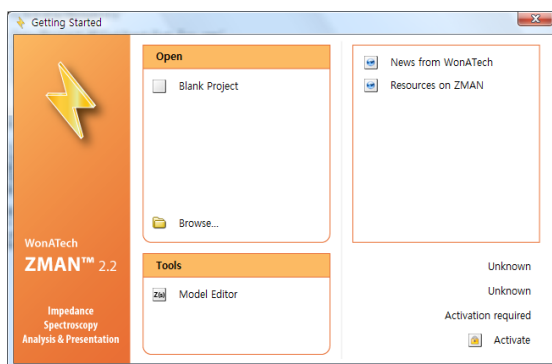 Getting Started
Open
Blank Project
Browse...
Tools
Z(s) Model Editor
WonATech
ZMAN™ 2.2
Impedance
Spectroscopy
Analysis & Presentation
News from WonATech
Resources on ZMAN
Unknown
Unknown
Activation required
Activate